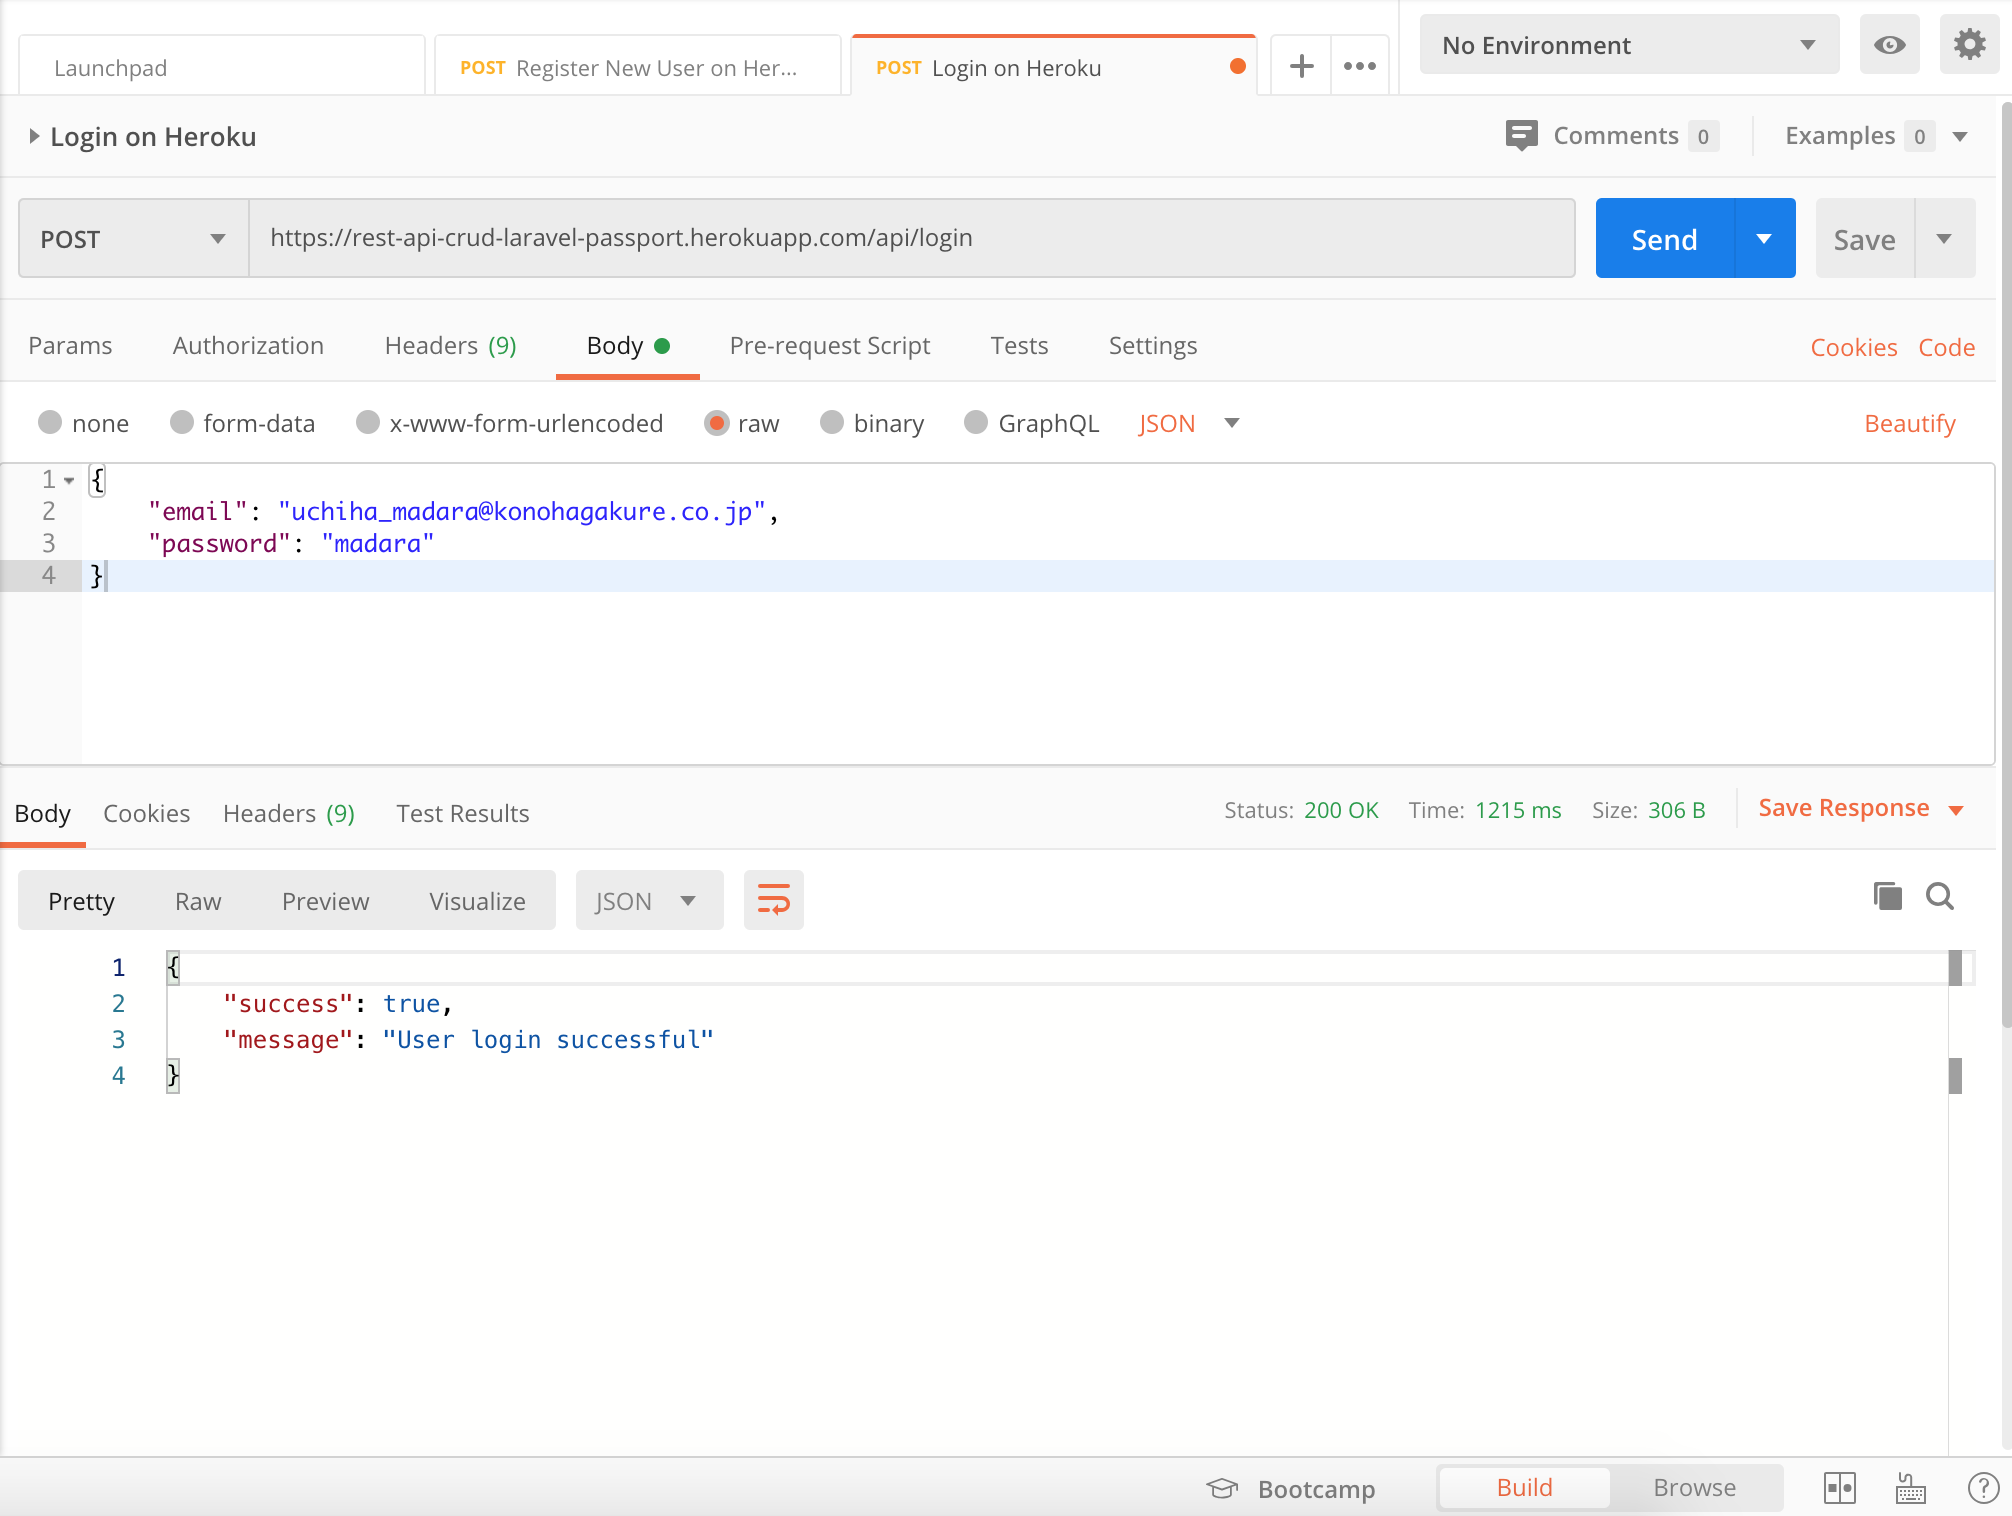 Launchpad
POST Register New User on Her...
POST Login on Heroku
No Environment
Login on Heroku
Comments 0
Examples 0
POST
https://rest-api-crud-laravel-passport.herokuapp.com/api/login
Send
Save
Params Authorization Headers (9) Body Pre-request Script Tests Settings Cookies Code
none form-data x-www-form-urlencoded raw binary GraphQL JSON Beautify
1 {
2 "email": "uchiha_madara@konohagakure.co.jp",
3 "password": "madara"
4 }
Body Cookies Headers (9) Test Results Status: 200 OK Time: 1215 ms Size: 306 B Save Response
Pretty Raw Preview Visualize JSON
1 {
2 "success": true,
3 "message": "User login successful"
4 }
Bootcamp Build Browse ?